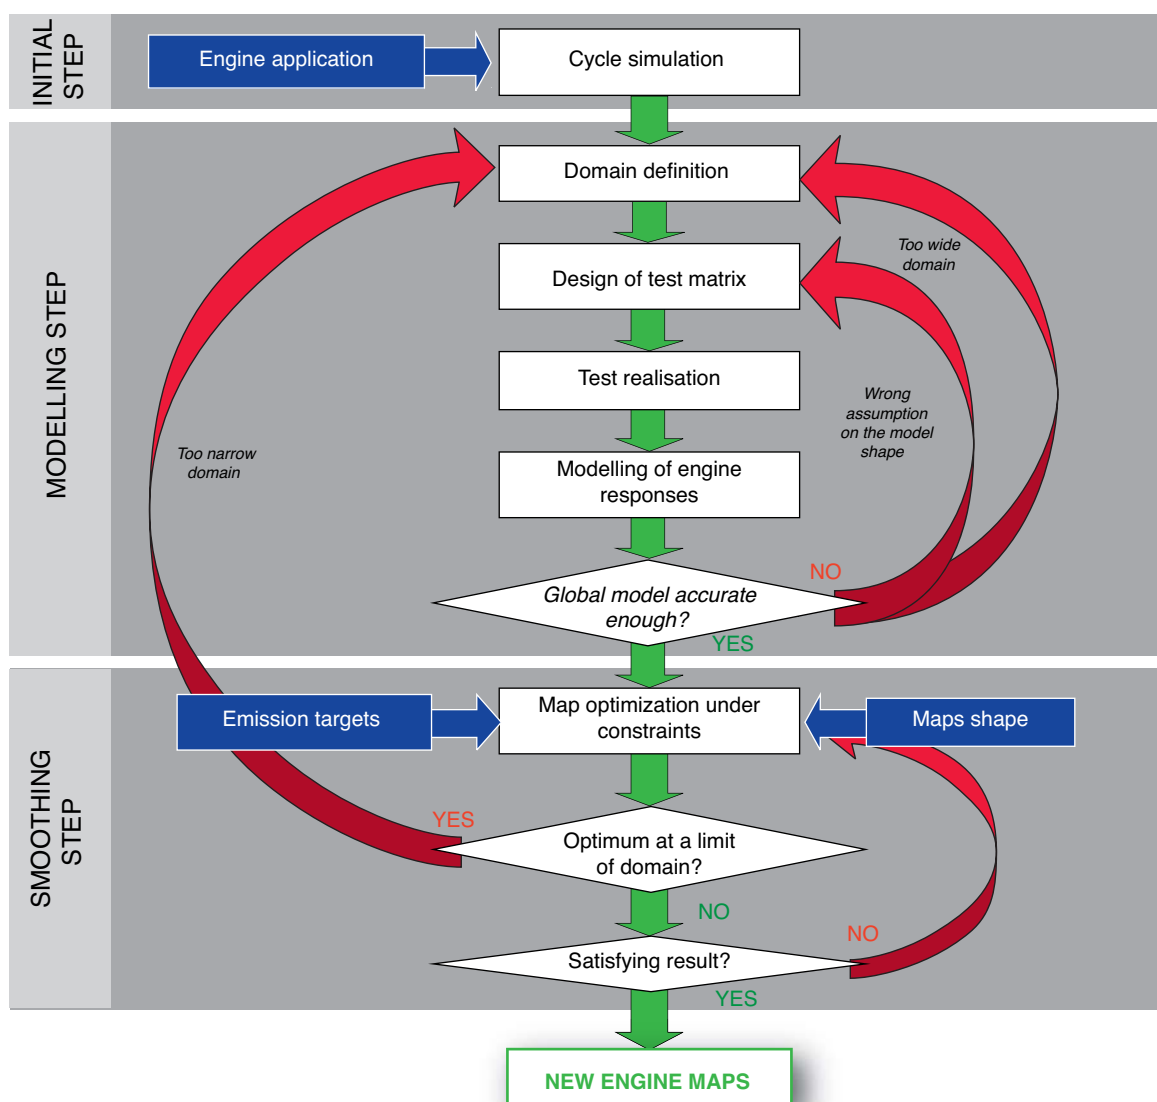 INITIAL
STEP
Engine application
Cycle simulation
MODELLING STEP
Domain definition
Too wide
domain
Design of test matrix
Test realisation
Wrong
assumption
on the model
shape
Too narrow
domain
Modelling of engine
responses
NO
Global model accurate
enough?
YES
SMOOTHING
STEP
Emission targets
Map optimization under
constraints
Maps shape
YES
Optimum at a limit
of domain?
NO
NO
Satisfying result?
YES
NEW ENGINE MAPS